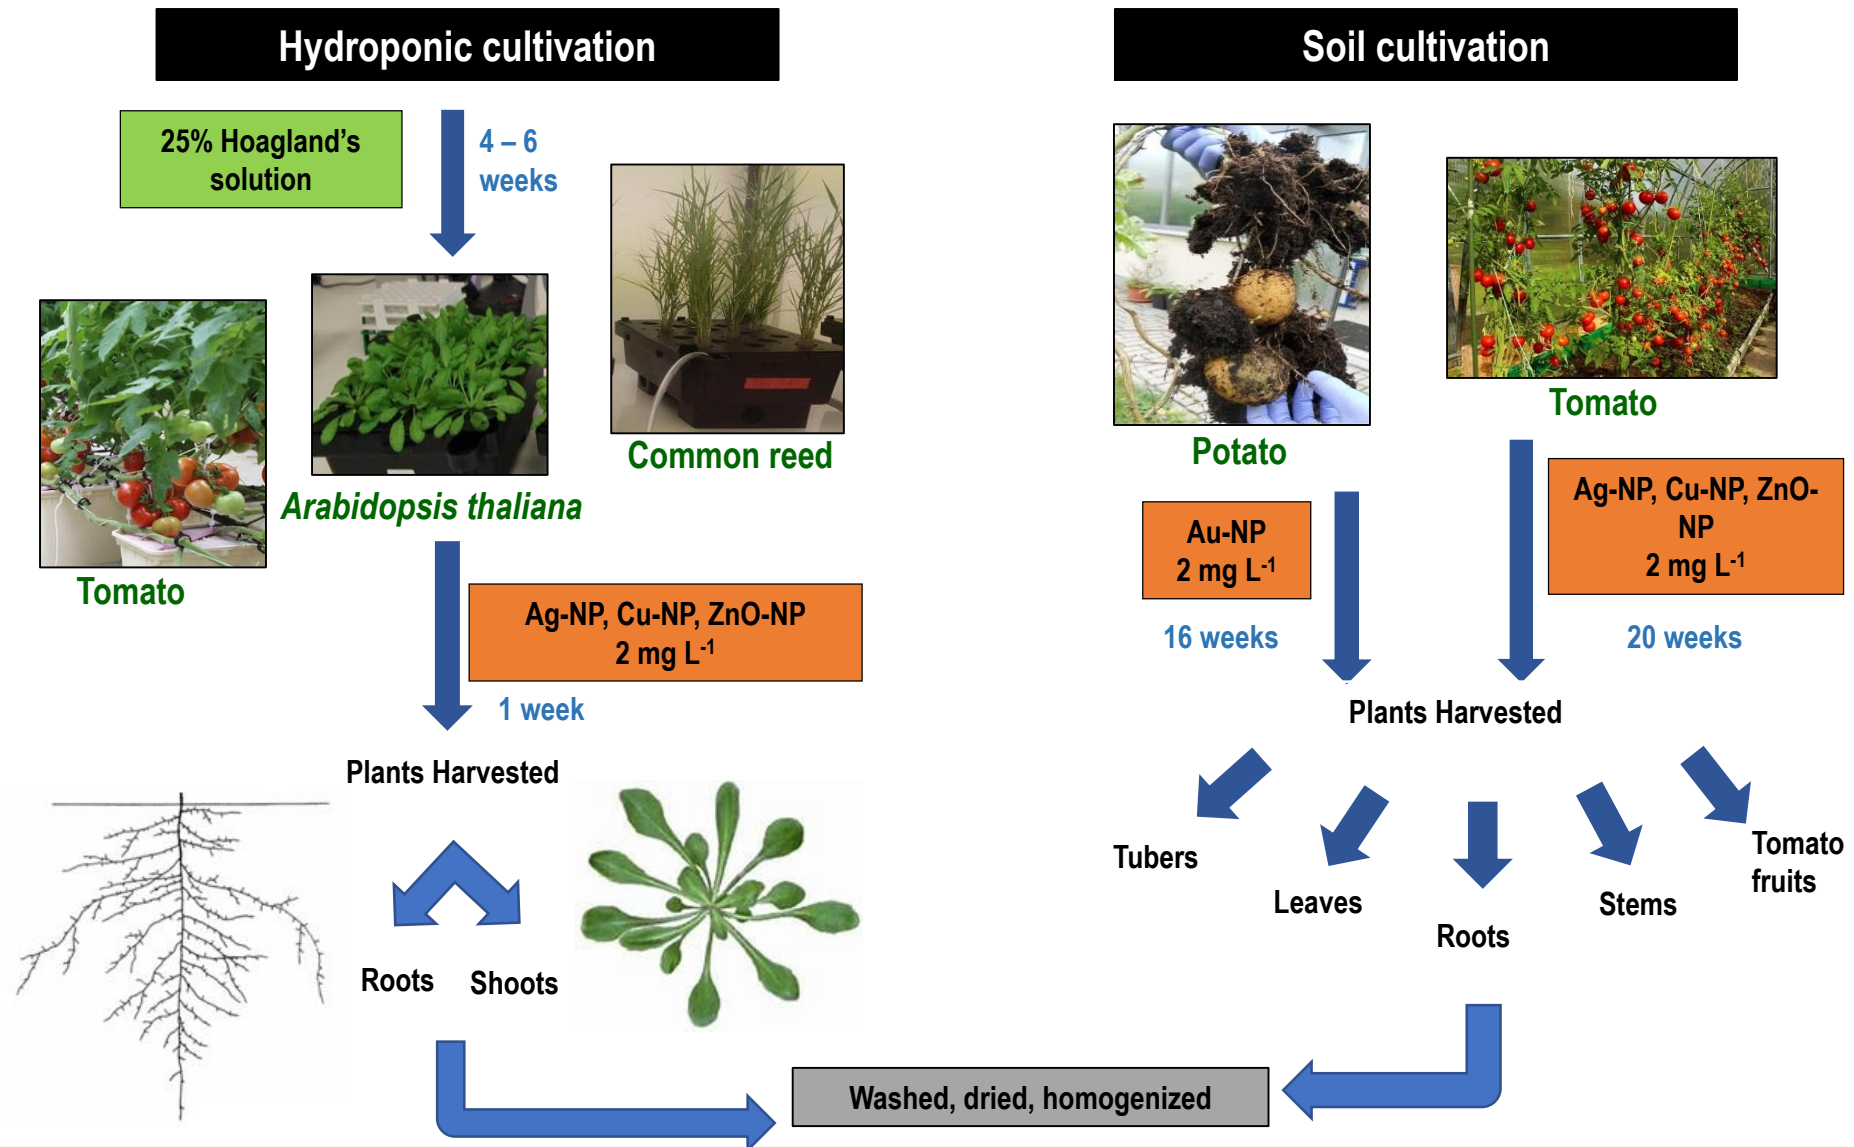 Hydroponic cultivation
25% Hoagland’s
solution
4 – 6
weeks
Tomato
Arabidopsis thaliana
Common reed
Ag-NP, Cu-NP, ZnO-NP
2 mg L-1
1 week
Plants Harvested
Roots
Shoots
Soil cultivation
Potato
Tomato
Au-NP
2 mg L-1
16 weeks
Ag-NP, Cu-NP, ZnO-
NP
2 mg L-1
20 weeks
Plants Harvested
Tubers
Leaves
Roots
Stems
Tomato
fruits
Washed, dried, homogenized